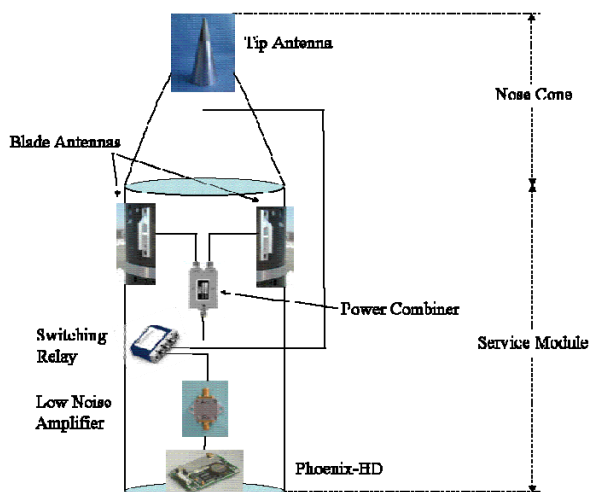 Tip Antenna
Nose Cone
Blade Antennas
Power Combiner
Switching
Relay
Service Module
Low Noise
Amplifier
Phoenix-HD